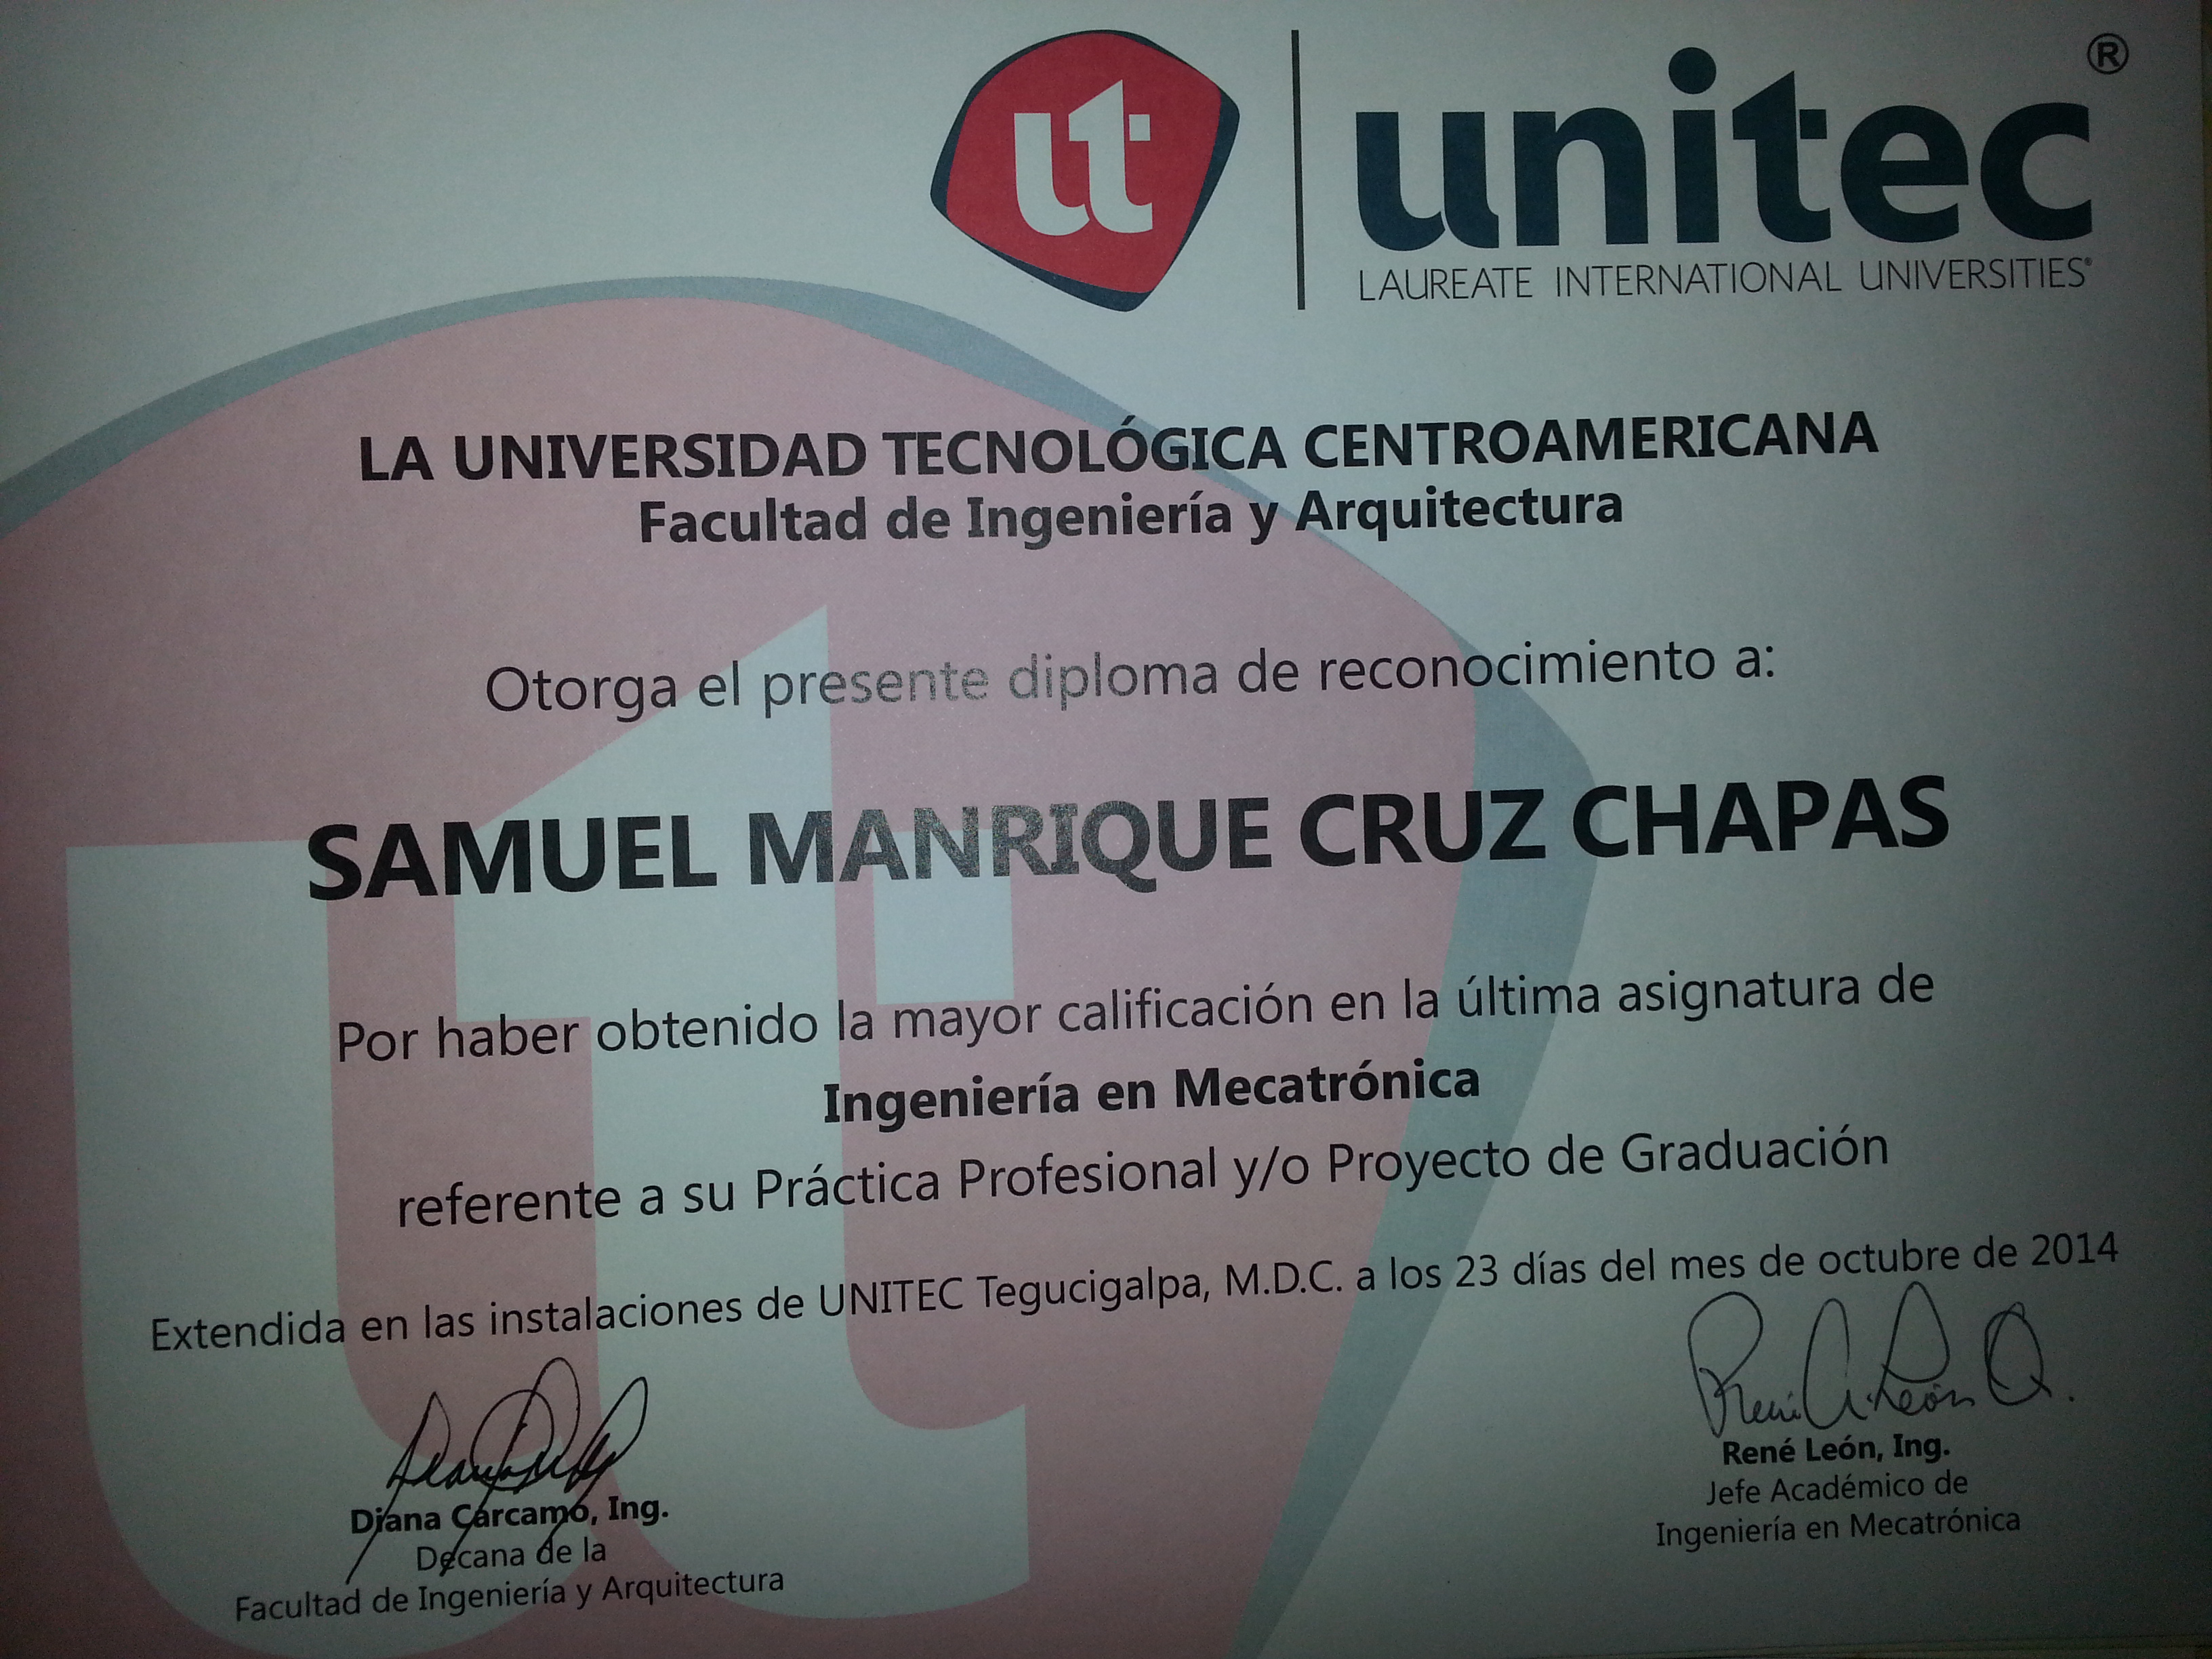 ut
unitec®
LAUREATE INTERNATIONAL UNIVERSITIES®
LA UNIVERSIDAD TECNOLÓGICA CENTROAMERICANA
Facultad de Ingeniería y Arquitectura
Otorga el presente diploma de reconocimiento a:
SAMUEL MANRIQUE CRUZ CHAPAS
Por haber obtenido la mayor calificación en la última asignatura de
Ingeniería en Mecatrónica
referente a su Práctica Profesional y/o Proyecto de Graduación
Extendida en las instalaciones de UNITEC Tegucigalpa, M.D.C. a los 23 días del mes de octubre de 2014
Diana Cárcamo, Ing.
Decana de la
Facultad de Ingeniería y Arquitectura
René A. León Q.
René León, Ing.
Jefe Académico de
Ingeniería en Mecatrónica